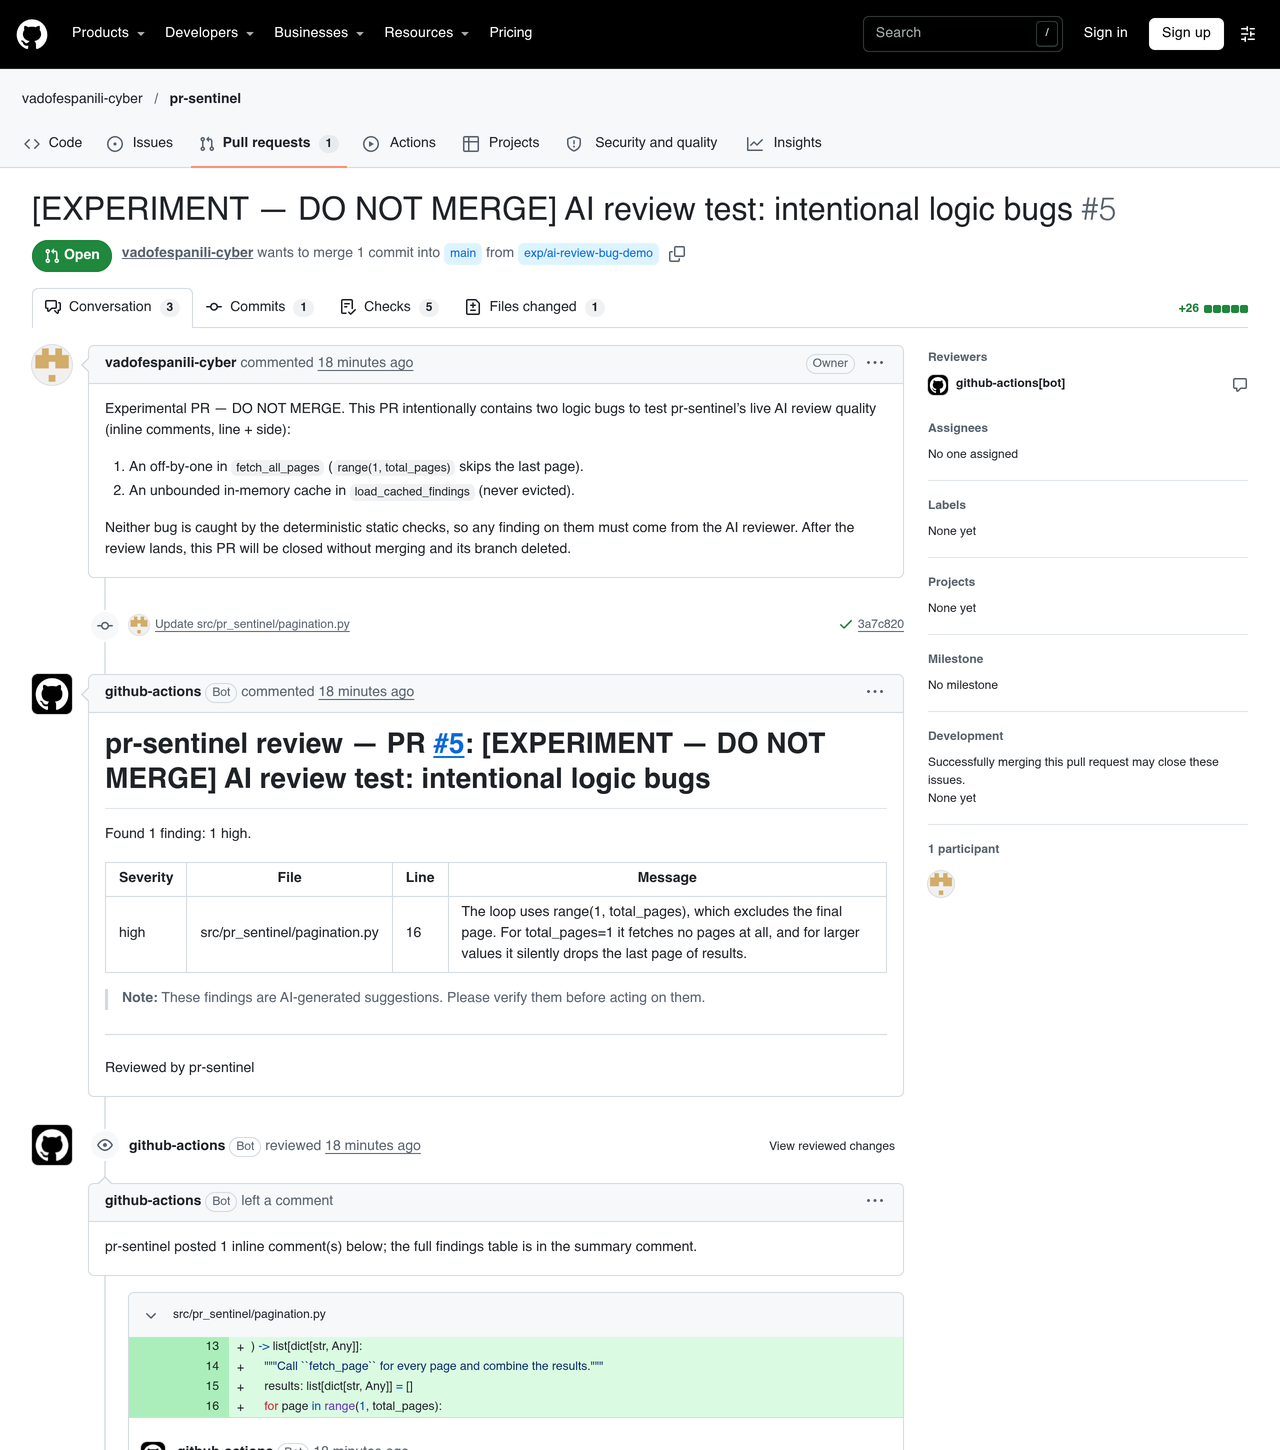 Products Developers Businesses Resources Pricing Search / Sign in Sign up
vadofespanili-cyber / pr-sentinel
Code Issues Pull requests 1 Actions Projects Security and quality Insights
[EXPERIMENT — DO NOT MERGE] AI review test: intentional logic bugs #5
Open vadofespanili-cyber wants to merge 1 commit into main from exp/ai-review-bug-demo
Conversation 3 Commits 1 Checks 5 Files changed 1 +26
vadofespanili-cyber commented 18 minutes ago Owner
Experimental PR — DO NOT MERGE. This PR intentionally contains two logic bugs to test pr-sentinel’s live AI review quality
(inline comments, line + side):
1. An off-by-one in fetch_all_pages ( range(1, total_pages) skips the last page).
2. An unbounded in-memory cache in load_cached_findings (never evicted).
Neither bug is caught by the deterministic static checks, so any finding on them must come from the AI reviewer. After the
review lands, this PR will be closed without merging and its branch deleted.
Update src/pr_sentinel/pagination.py 3a7c820
github-actions Bot commented 18 minutes ago
pr-sentinel review — PR #5: [EXPERIMENT — DO NOT
MERGE] AI review test: intentional logic bugs
Found 1 finding: 1 high.
Severity File Line Message
high src/pr_sentinel/pagination.py 16 The loop uses range(1, total_pages), which excludes the final
page. For total_pages=1 it fetches no pages at all, and for larger
values it silently drops the last page of results.
Note: These findings are AI-generated suggestions. Please verify them before acting on them.
Reviewed by pr-sentinel
github-actions Bot reviewed 18 minutes ago View reviewed changes
github-actions Bot left a comment
pr-sentinel posted 1 inline comment(s) below; the full findings table is in the summary comment.
src/pr_sentinel/pagination.py
13 + ) -> list[dict[str, Any]]:
14 + """Call ``fetch_page`` for every page and combine the results."""
15 + results: list[dict[str, Any]] = []
16 + for page in range(1, total_pages):
github-actions Bot 18 minutes ago
Reviewers
github-actions[bot]
Assignees
No one assigned
Labels
None yet
Projects
None yet
Milestone
No milestone
Development
Successfully merging this pull request may close these
issues.
None yet
1 participant